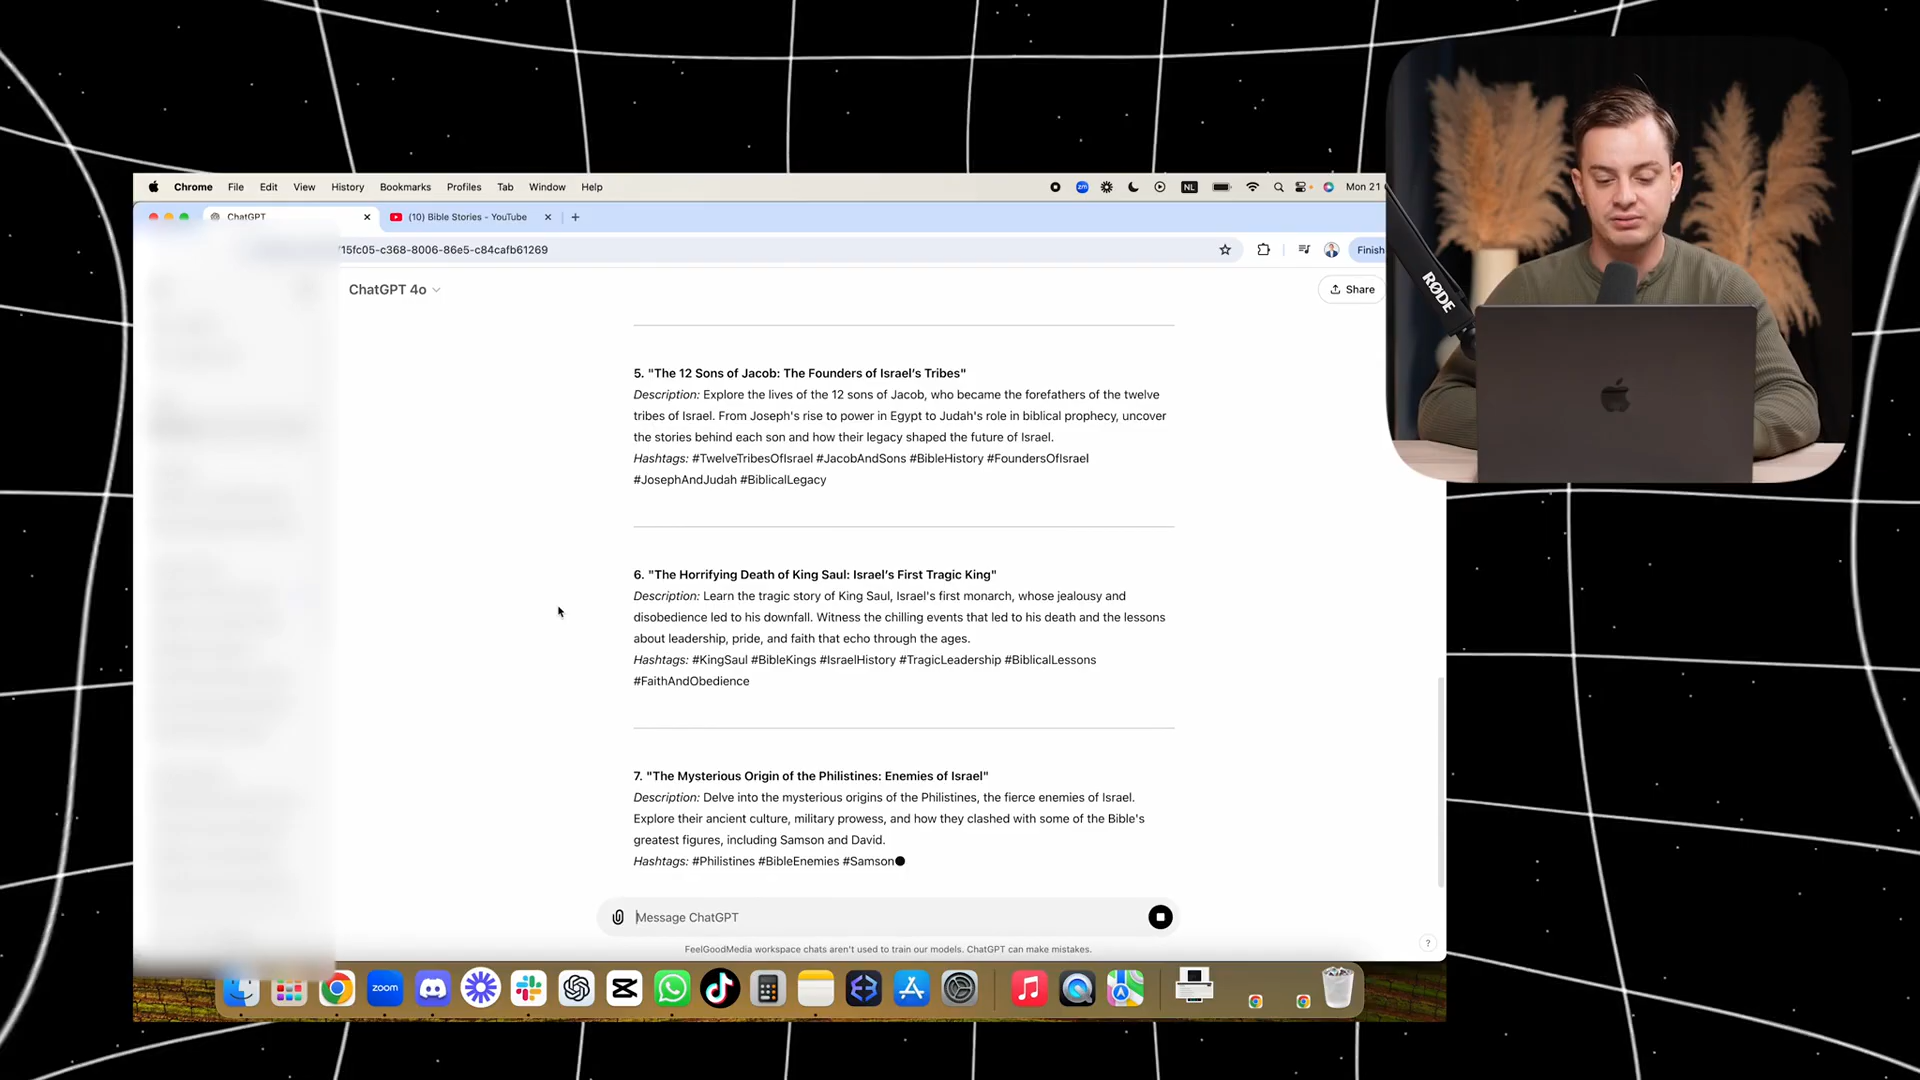 Chrome File Edit View History Bookmarks Profiles Tab Window Help
zm NL Mon 21
ChatGPT (10) Bible Stories - YouTube
15fc05-c368-8006-86e5-c84cafb61269 Finish
ChatGPT 4o Share
5. "The 12 Sons of Jacob: The Founders of Israel's Tribes"
Description: Explore the lives of the 12 sons of Jacob, who became the forefathers of the twelve
tribes of Israel. From Joseph's rise to power in Egypt to Judah's role in biblical prophecy, uncover
the stories behind each son and how their legacy shaped the future of Israel.
Hashtags: #TwelveTribesOfIsrael #JacobAndSons #BibleHistory #FoundersOfIsrael
#JosephAndJudah #BiblicalLegacy
6. "The Horrifying Death of King Saul: Israel's First Tragic King"
Description: Learn the tragic story of King Saul, Israel's first monarch, whose jealousy and
disobedience led to his downfall. Witness the chilling events that led to his death and the lessons
about leadership, pride, and faith that echo through the ages.
Hashtags: #KingSaul #BibleKings #IsraelHistory #TragicLeadership #BiblicalLessons
#FaithAndObedience
7. "The Mysterious Origin of the Philistines: Enemies of Israel"
Description: Delve into the mysterious origins of the Philistines, the fierce enemies of Israel.
Explore their ancient culture, military prowess, and how they clashed with some of the Bible's
greatest figures, including Samson and David.
Hashtags: #Philistines #BibleEnemies #Samson
Message ChatGPT
FeelGoodMedia workspace chats aren't used to train our models. ChatGPT can make mistakes.
?
zoom
RØDE